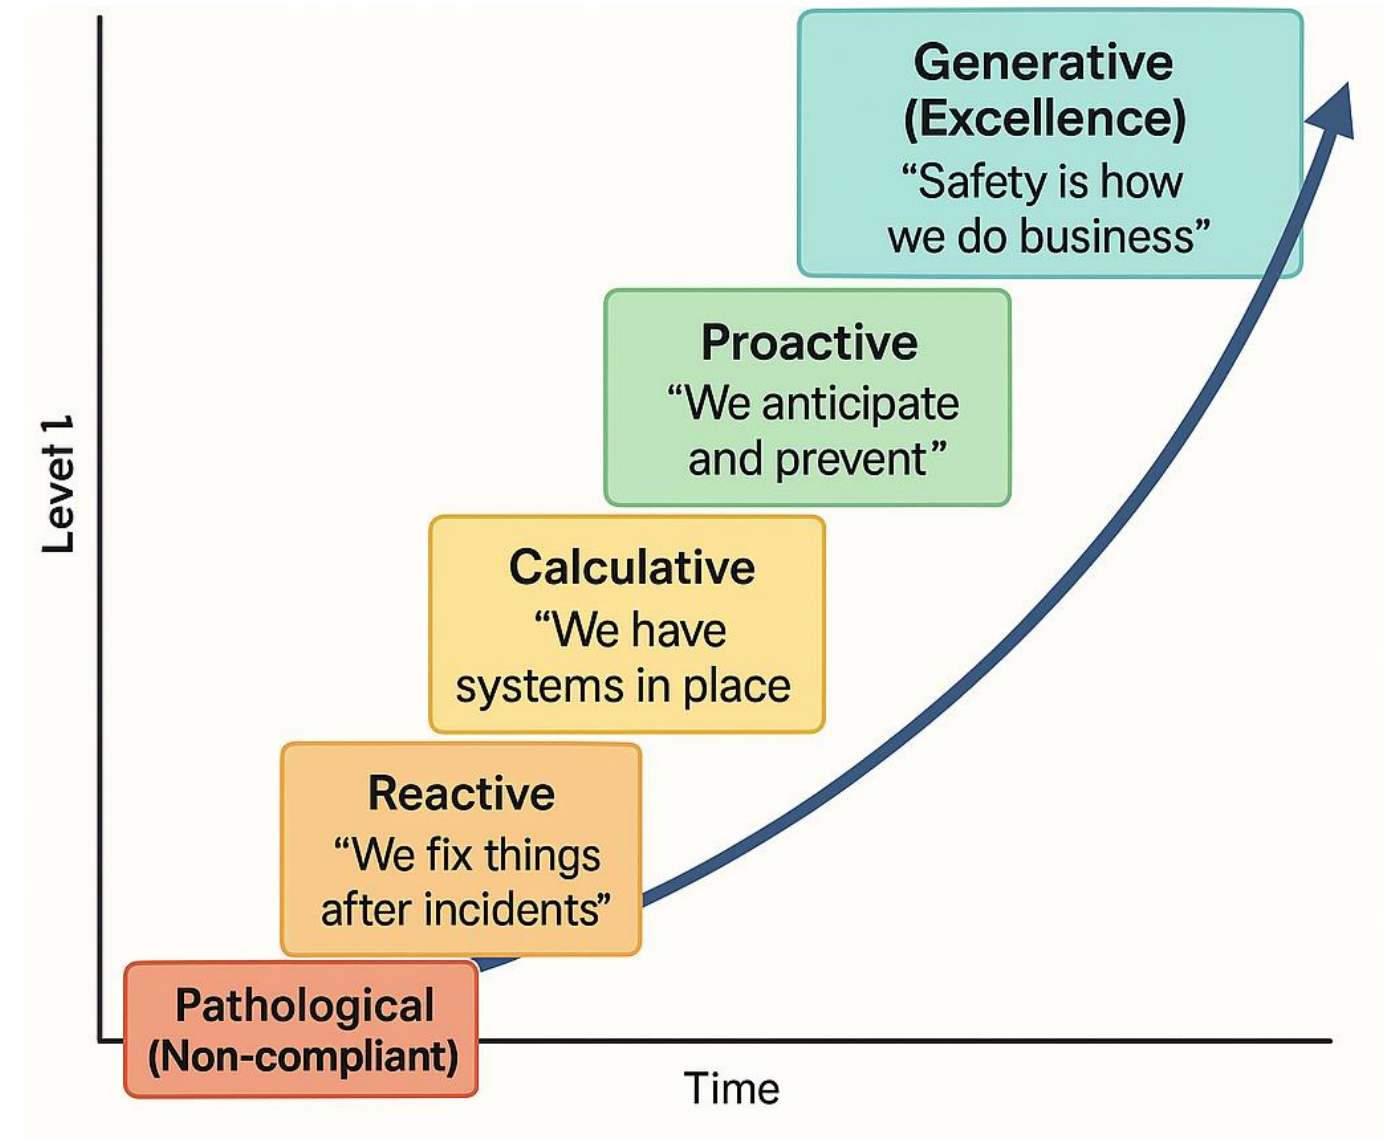 Generative
(Excellence)
“Safety is how
we do business”
Proactive
“We anticipate
and prevent”
Calculative
“We have
systems in place
Reactive
“We fix things
after incidents”
Pathological
(Non-compliant)
Level 1
Time